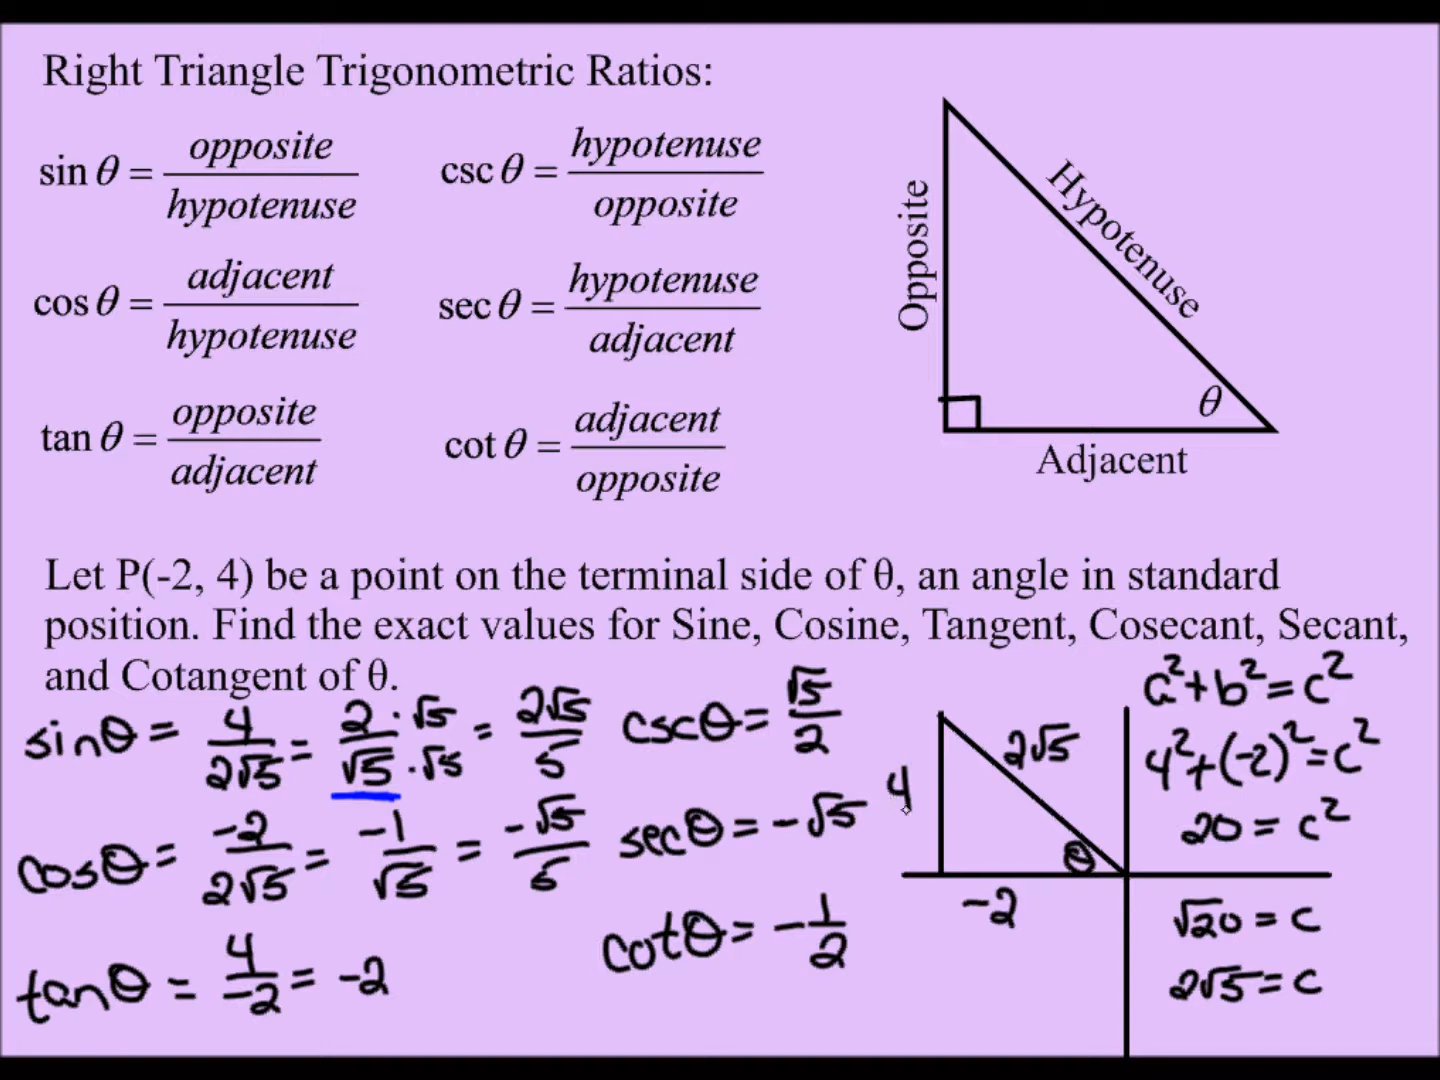 Right Triangle Trigonometric Ratios:
sin θ = opposite / hypotenuse
csc θ = hypotenuse / opposite
cos θ = adjacent / hypotenuse
sec θ = hypotenuse / adjacent
tan θ = opposite / adjacent
cot θ = adjacent / opposite
Opposite
Hypotenuse
θ
Adjacent
Let P(-2, 4) be a point on the terminal side of θ, an angle in standard
position. Find the exact values for Sine, Cosine, Tangent, Cosecant, Secant,
and Cotangent of θ.
sinθ = 4/2√5 = 2/√5 · √5/√5 = 2√5/5
cosθ = -2/2√5 = -1/√5 = -√5/5
tanθ = 4/-2 = -2
cscθ = √5/2
secθ = -√5
cotθ = -1/2
4
2√5
θ
-2
a²+b²=c²
4²+(-2)²=c²
20=c²
√20=c
2√5=c